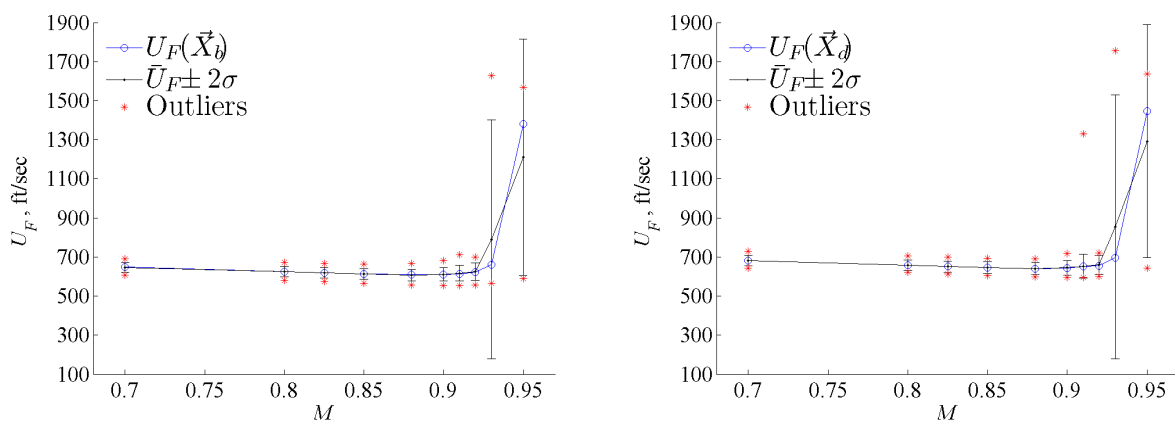 1900
1700
1500
1300
1100
900
700
500
300
100
U_F, ft/sec
U_F(X⃗_b)
Ū_F ± 2σ
Outliers
0.7 0.75 0.8 0.85 0.9 0.95
M
1900
1700
1500
1300
1100
900
700
500
300
100
U_F, ft/sec
U_F(X⃗_d)
Ū_F ± 2σ
Outliers
0.7 0.75 0.8 0.85 0.9 0.95
M